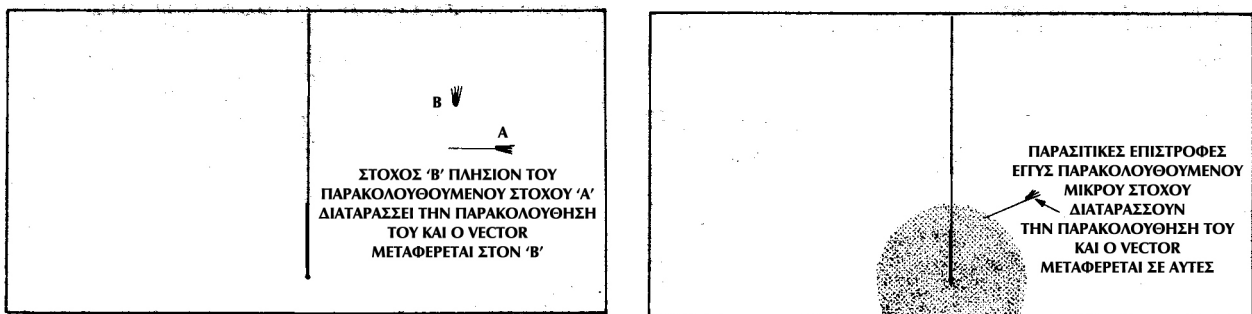 B
A
ΣΤΟΧΟΣ ‘Β’ ΠΛΗΣΙΟΝ ΤΟΥ
ΠΑΡΑΚΟΛΟΥΘΟΥΜΕΝΟΥ ΣΤΟΧΟΥ ‘Α’
ΔΙΑΤΑΡΑΣΣΕΙ ΤΗΝ ΠΑΡΑΚΟΛΟΥΘΗΣΗ
ΤΟΥ ΚΑΙ Ο VECTOR
ΜΕΤΑΦΕΡΕΤΑΙ ΣΤΟΝ ‘Β’
ΠΑΡΑΣΙΤΙΚΕΣ ΕΠΙΣΤΡΟΦΕΣ
ΕΓΓΥΣ ΠΑΡΑΚΟΛΟΥΘΟΥΜΕΝΟΥ
ΜΙΚΡΟΥ ΣΤΟΧΟΥ
ΔΙΑΤΑΡΑΣΣΟΥΝ
ΤΗΝ ΠΑΡΑΚΟΛΟΥΘΗΣΗ ΤΟΥ
ΚΑΙ Ο VECTOR
ΜΕΤΑΦΕΡΕΤΑΙ ΣΕ ΑΥΤΕΣ